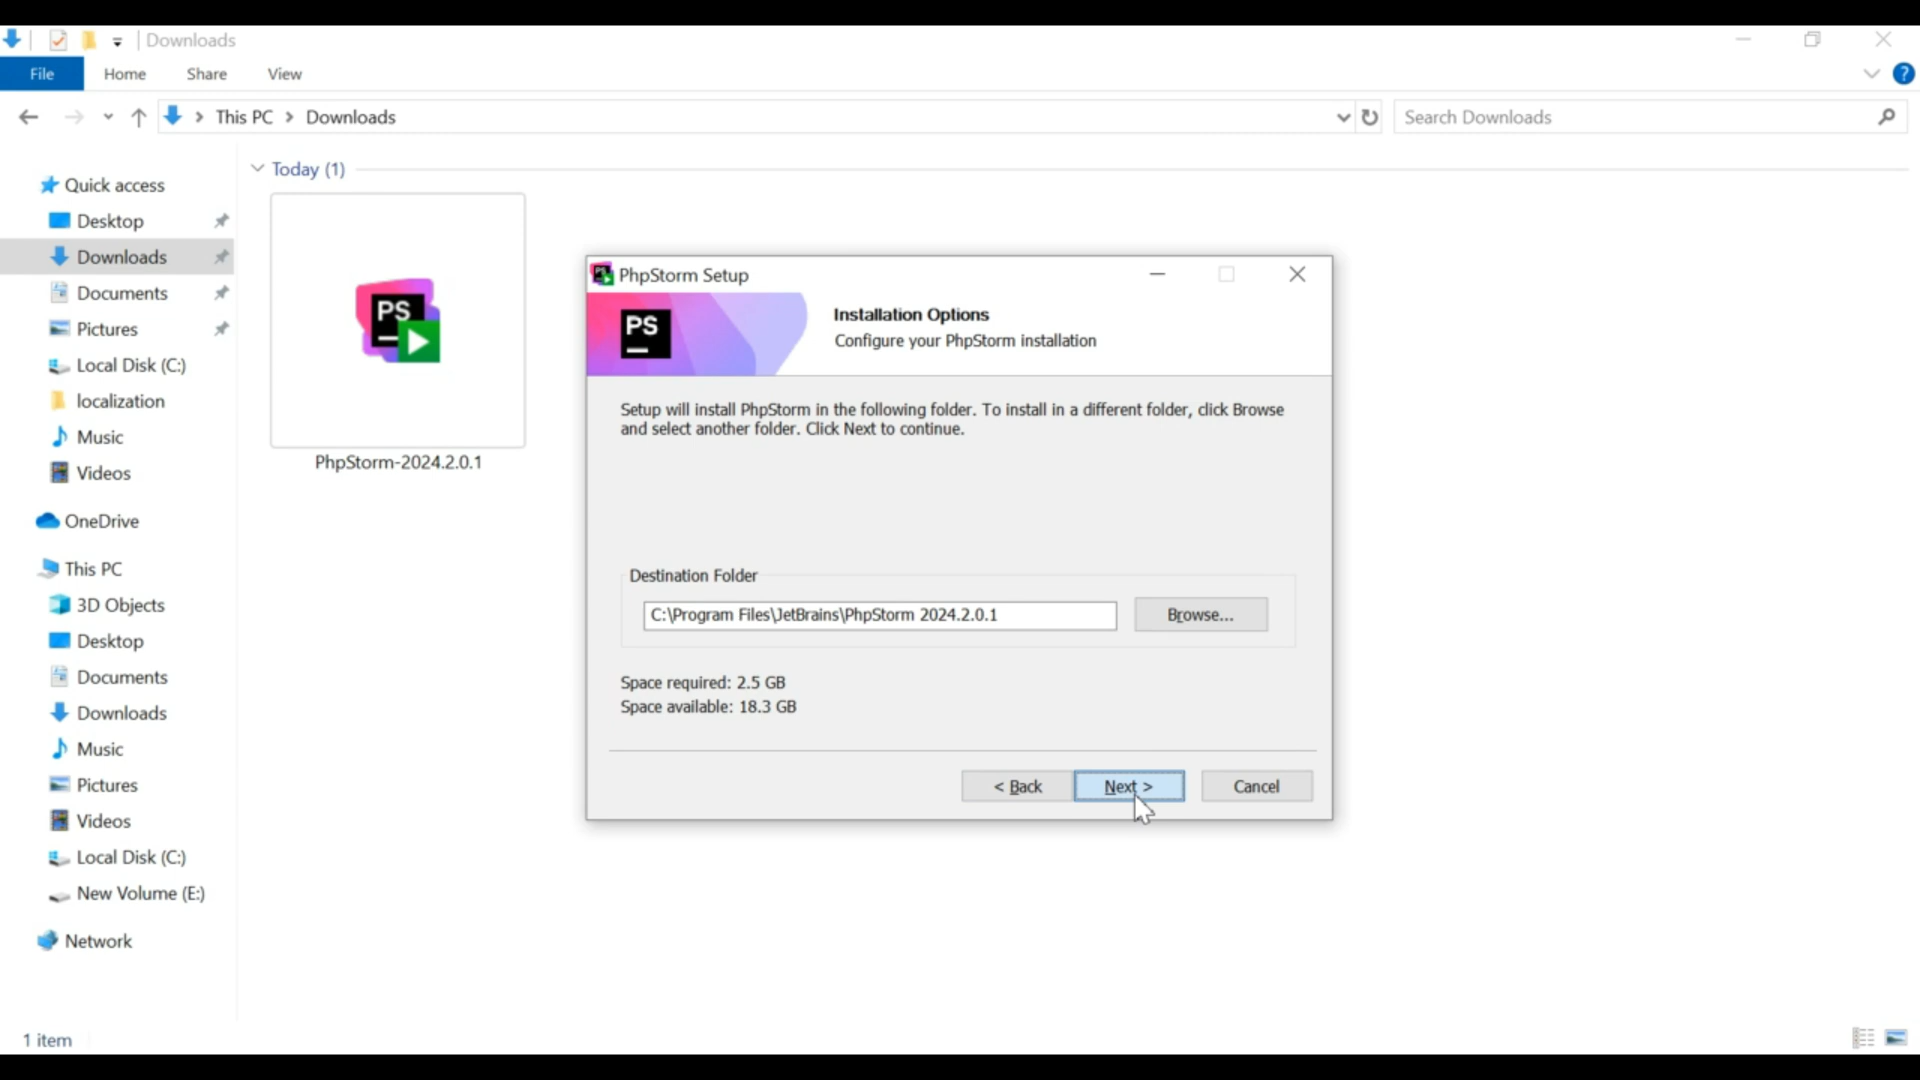 Downloads
File Home Share View
This PC Downloads
Search Downloads
Today (1)
Quick access
Desktop
Downloads
Documents
Pictures
Local Disk (C:)
localization
Music
Videos
OneDrive
This PC
3D Objects
Desktop
Documents
Downloads
Music
Pictures
Videos
Local Disk (C:)
New Volume (E:)
Network
PS
PhpStorm-2024.2.0.1
PhpStorm Setup
PS
Installation Options
Configure your PhpStorm installation
Setup will install PhpStorm in the following folder. To install in a different folder, click Browse
and select another folder. Click Next to continue.
Destination Folder
C:\Program Files\JetBrains\PhpStorm 2024.2.0.1
Browse...
Space required: 2.5 GB
Space available: 18.3 GB
< Back Next > Cancel
1 item